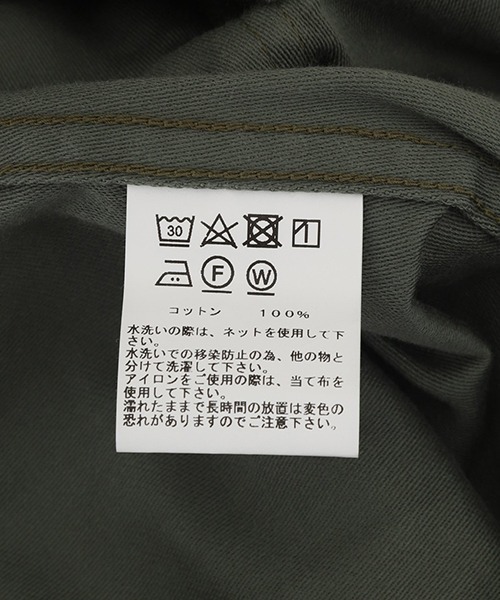 30
F W
コットン 100%
水洗いの際は、ネットを使用して下
さい。
水洗いでの移染防止の為、他の物と
分けて洗濯して下さい。
アイロンをご使用の際は、当て布を
使用して下さい。
濡れたままで長時間の放置は変色の
恐れがありますのでご注意下さい。